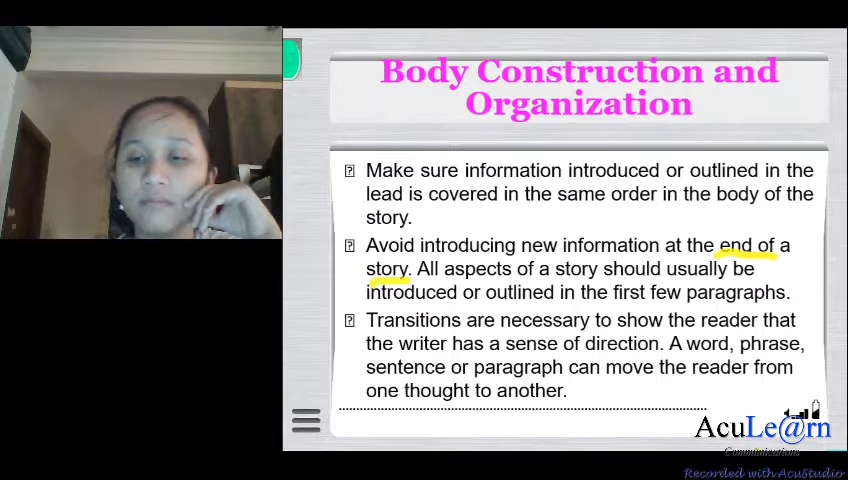 Body Construction and
Organization
Make sure information introduced or outlined in the
lead is covered in the same order in the body of the
story.
Avoid introducing new information at the end of a
story. All aspects of a story should usually be
introduced or outlined in the first few paragraphs.
Transitions are necessary to show the reader that
the writer has a sense of direction. A word, phrase,
sentence or paragraph can move the reader from
one thought to another.
AcuLe@rn
Communications
Recorded with AcuStudio